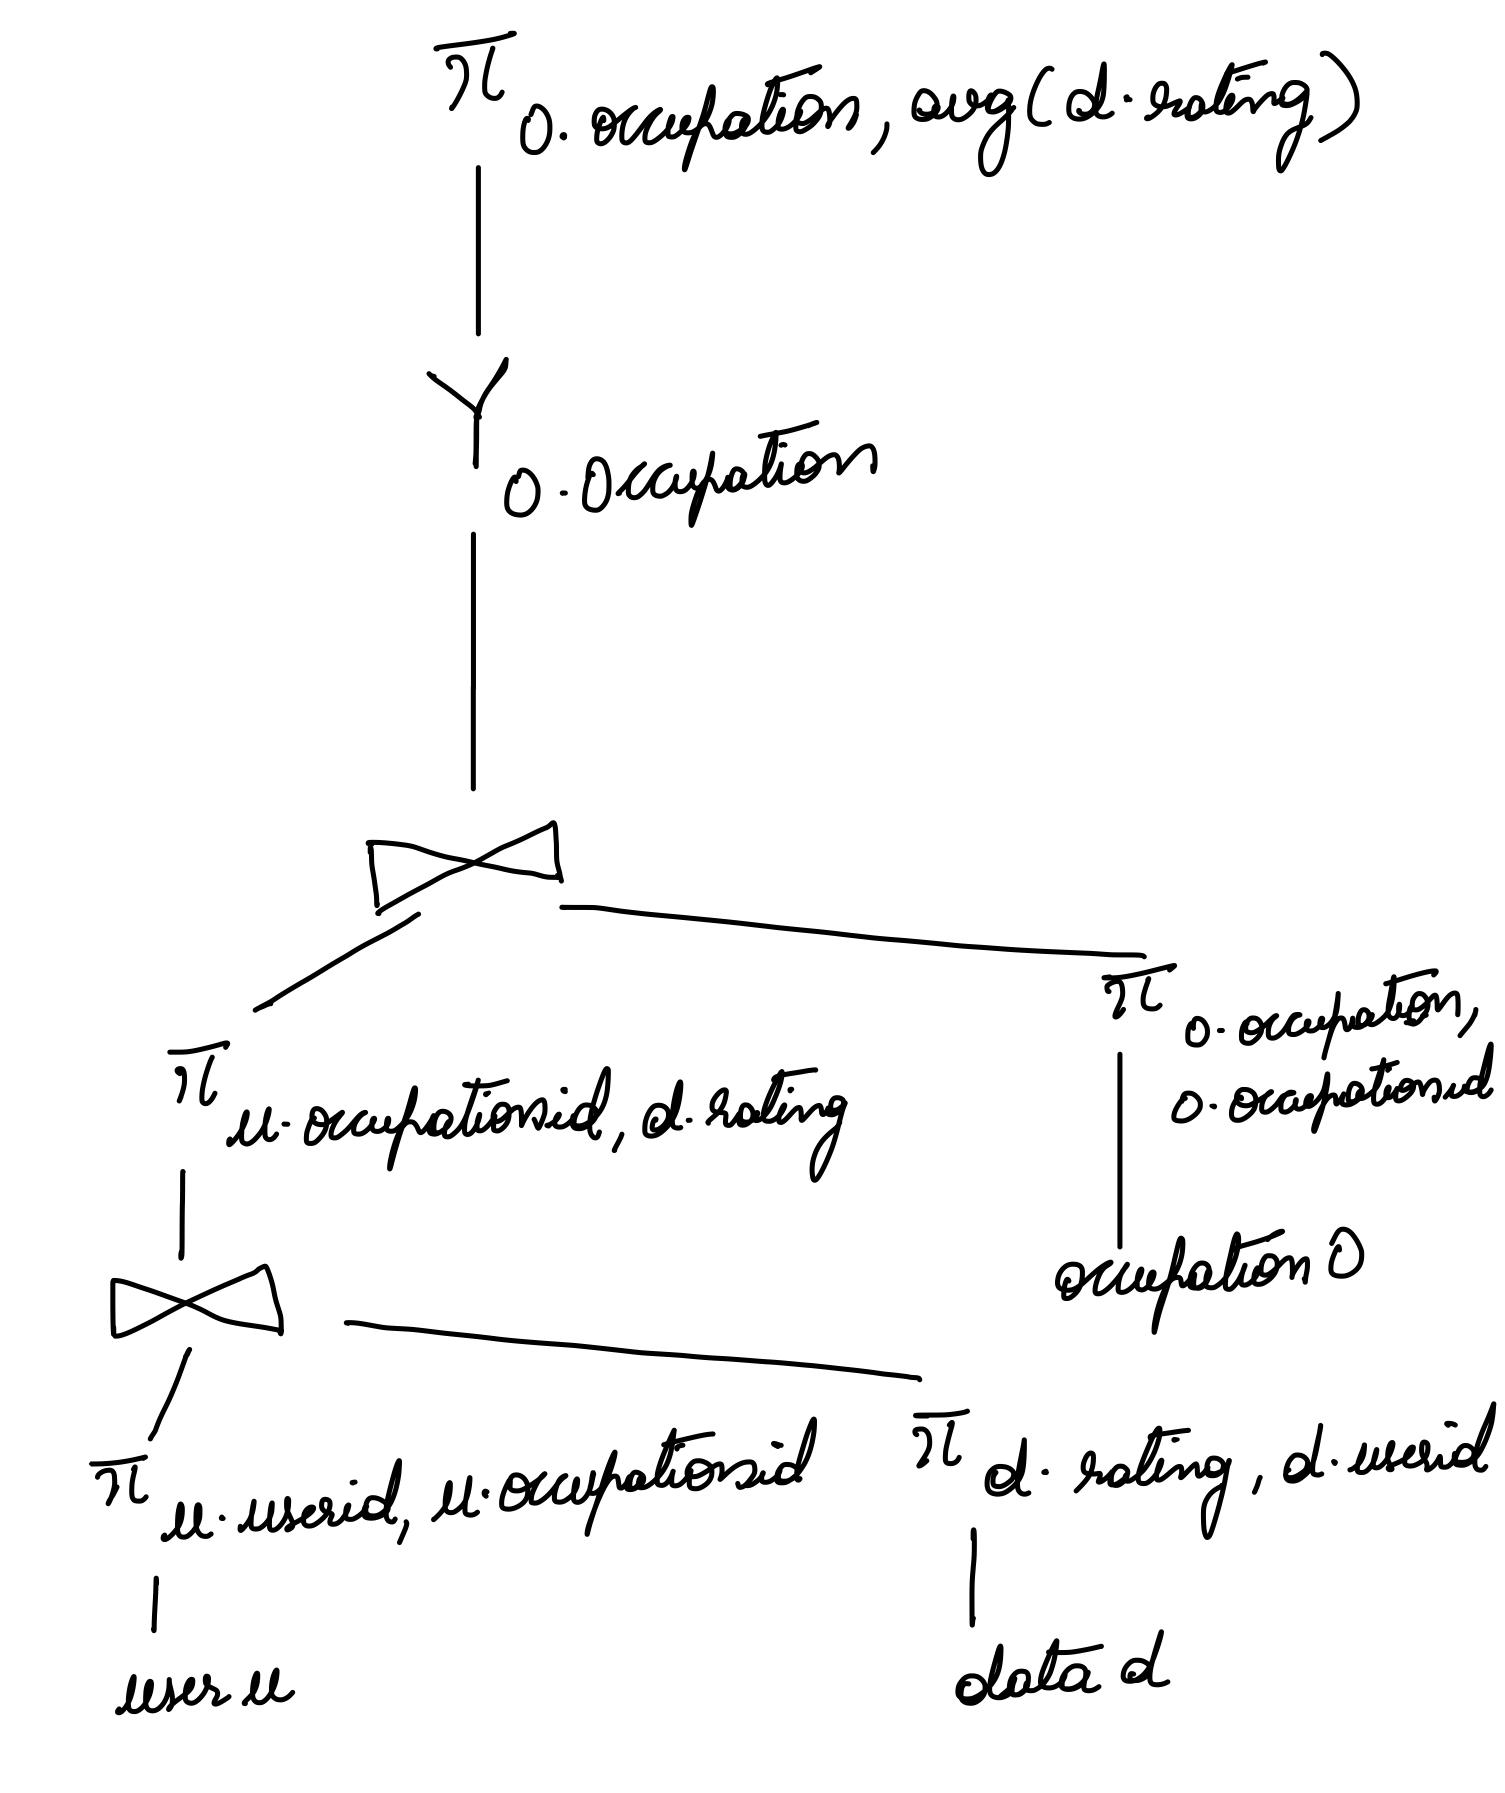 π o. occupation, avg(d. rating)
γ o. Occupation
⋈
π o. occupation,
o. occupationid
π u. occupationid, d. rating
occupation O
⋈
π u. userid, u. occupationid
π d. rating, d. userid
user u
data d